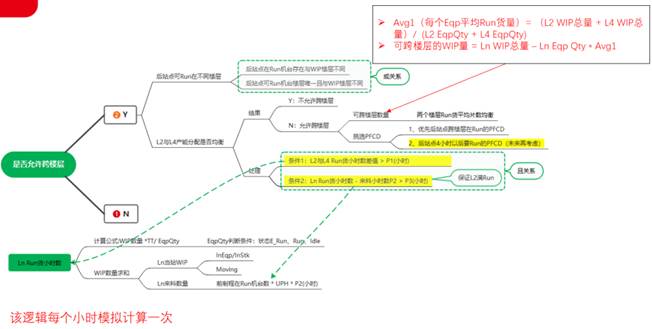 Avg1（每个Eqp平均Run货量）= （L2 WIP总量 + L4 WIP总量）/ (L2 EqpQty + L4 EqpQty)
可跨楼层的WIP量 = Ln WIP总量 – Ln Eqp Qty * Avg1
后站点在Run机台存在与WIP楼层不同
后站点可Run在不同楼层
或关系
后站点可Run机台楼层唯一且与WIP楼层不同
2 Y
Y：不允许跨楼层
结果
可跨楼层数量
两个楼层Run货平均片数均衡
N：允许跨楼层
1、优先后站点跨楼层在Run的PFCD
L2与L4产能分配是否均衡
挑选PFCD
2、后站点4小时以后要Run的PFCD（未来再考虑）
是否允许跨楼层
条件1：L2与L4 Run货小时数差值 > P1(小时)
且关系
条件2：Ln Run货小时数 - 来料小时数P2 > P3(小时)
保证L2满Run
1 N
计算公式:WIP数量 *TT/ EqpQty
EqpQty判断条件：状态E_Run、Run、Idle
Ln Run货小时数
InEqp/InStk
Ln当站WIP
Moving
WIP数量求和
Ln来料数量
前制程在Run机台数 * UPH * P2(小时)
该逻辑每个小时模拟计算一次